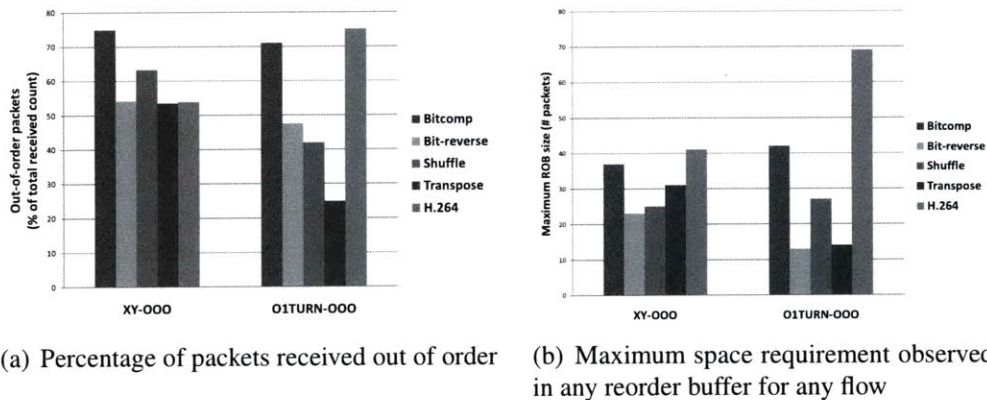 Out-of-order packets
(% of total received count)
80
70
60
50
40
30
20
10
0
XY-OOO
O1TURN-OOO
Bitcomp
Bit-reverse
Shuffle
Transpose
H.264
(a) Percentage of packets received out of order
Maximum ROB size (# packets)
80
70
60
50
40
30
20
10
0
XY-OOO
O1TURN-OOO
Bitcomp
Bit-reverse
Shuffle
Transpose
H.264
(b) Maximum space requirement observed
in any reorder buffer for any flow